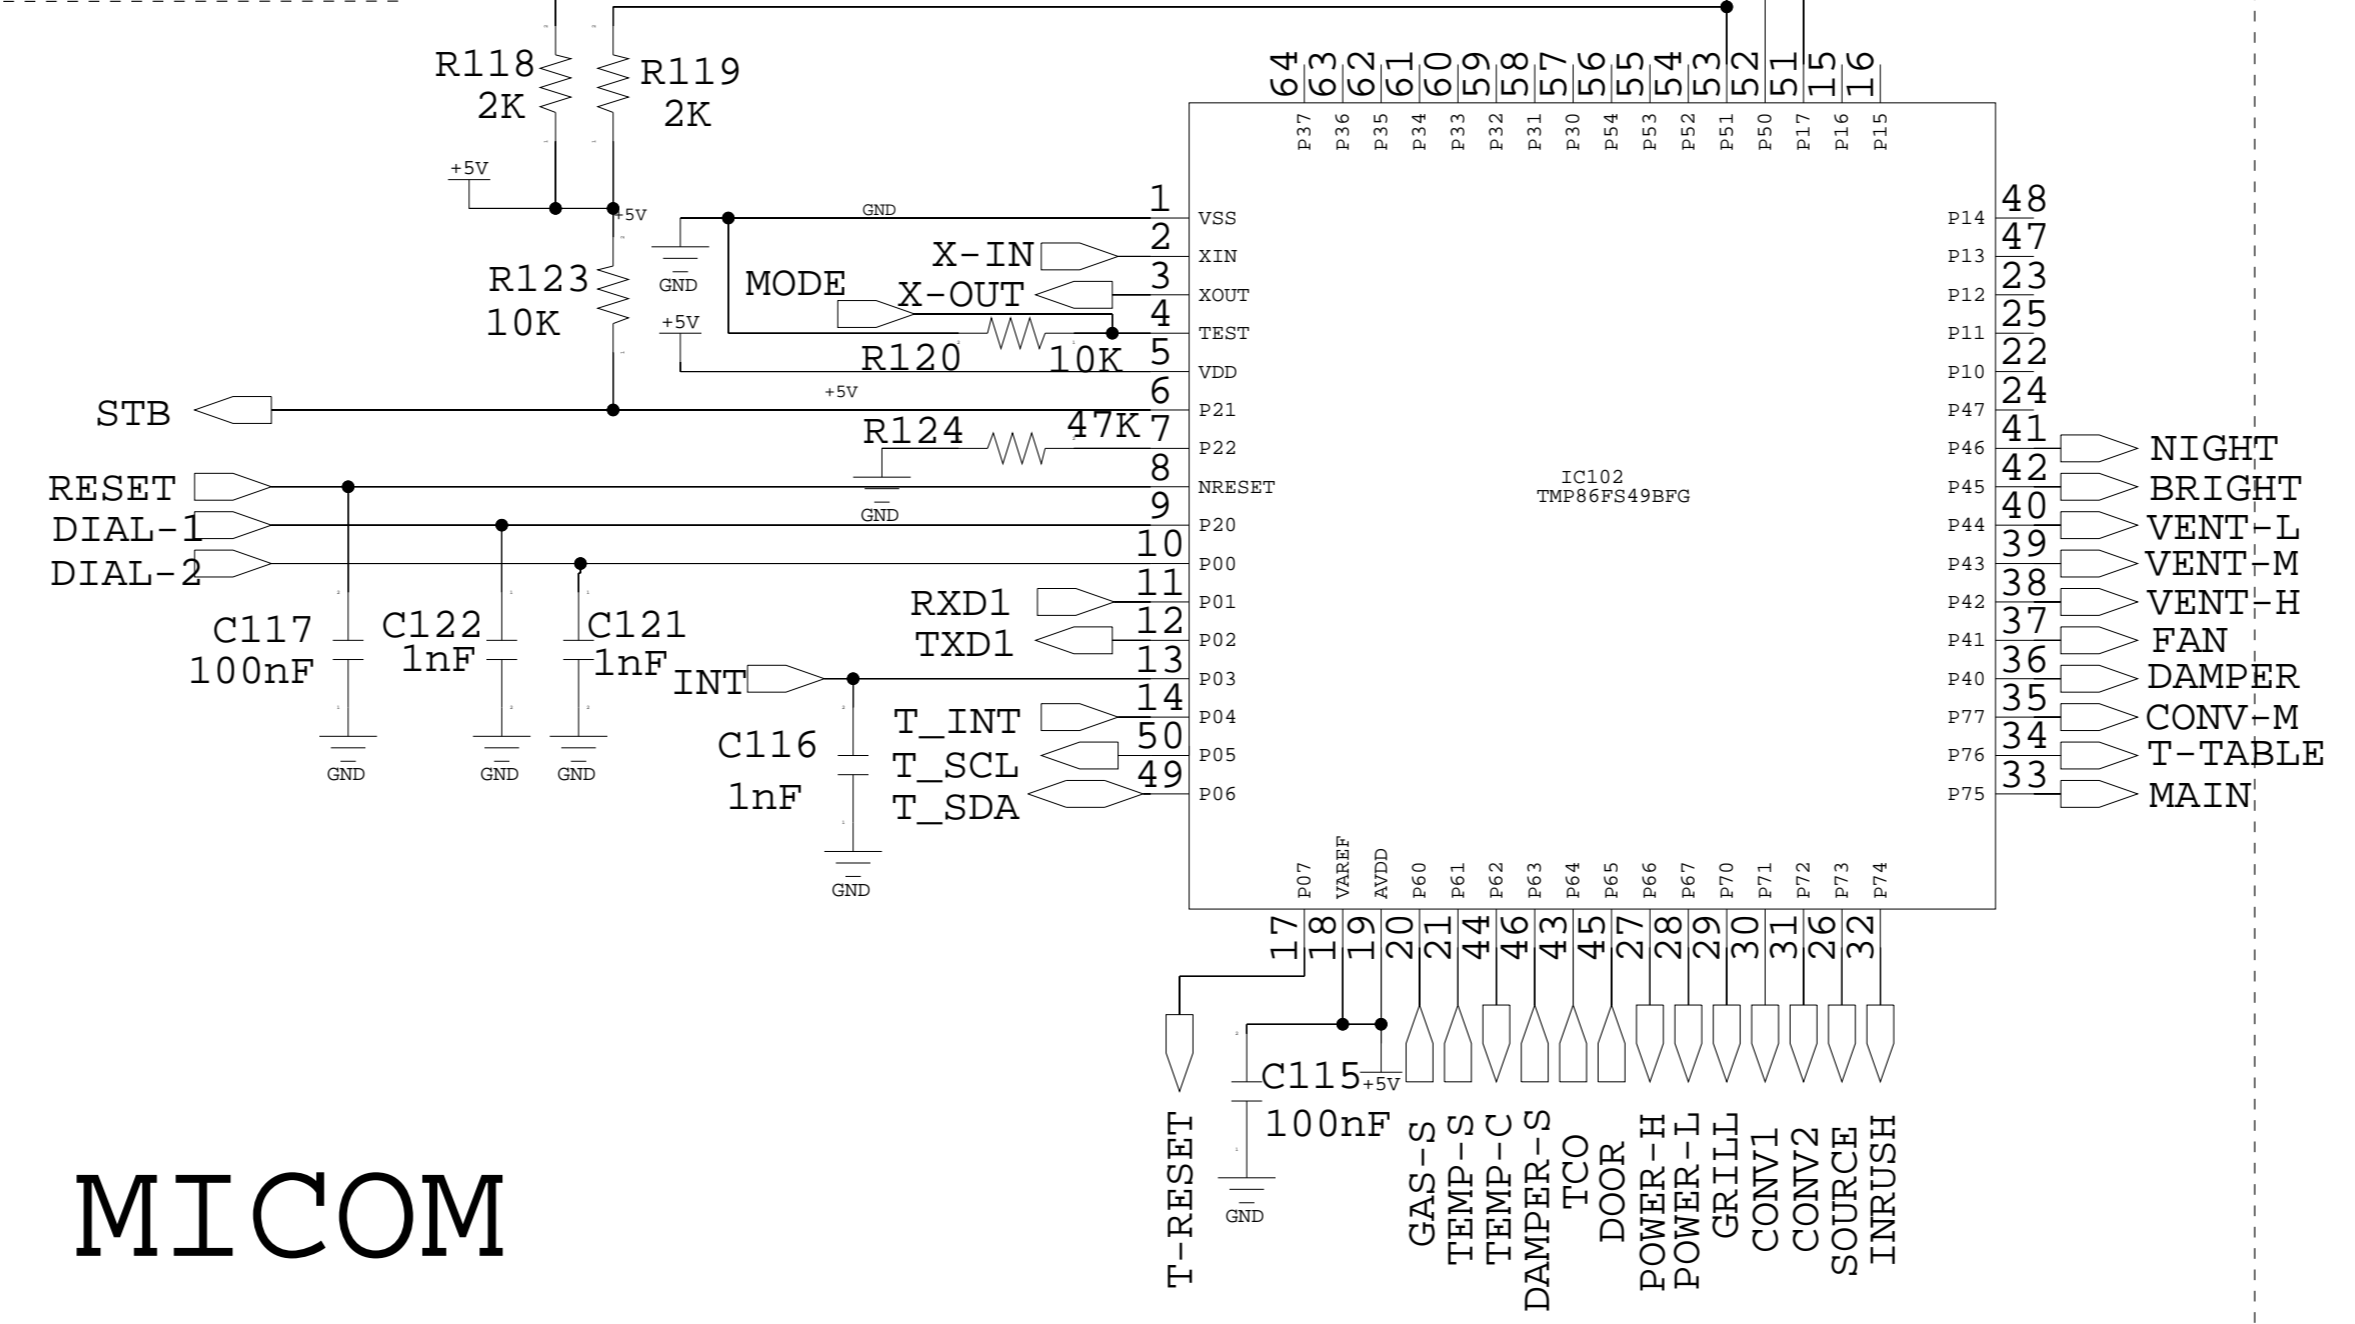 R118
2K
R119
2K
+5V
+5V
R123
10K
STB
RESET
DIAL-1
DIAL-2
C117
100nF
GND
C122
1nF
GND
C121
1nF
GND
GND
GND
+5V
+5V
MODE
X-IN
X-OUT
R120
10K
R124
47K
GND
RXD1
TXD1
INT
T_INT
T_SCL
T_SDA
C116
1nF
GND
64 63 62 61 60 59 58 57 56 55 54 53 52 51 15 16
P37 P36 P35 P34 P33 P32 P31 P30 P54 P53 P52 P51 P50 P17 P16 P15
1 VSS
2 XIN
3 XOUT
4 TEST
5 VDD
6 P21
7 P22
8 NRESET
9 P20
10 P00
11 P01
12 P02
13 P03
14 P04
50 P05
49 P06
IC102
TMP86FS49BFG
P14 48
P13 47
P12 23
P11 25
P10 22
P47 24
P46 41 NIGHT
P45 42 BRIGHT
P44 40 VENT-L
P43 39 VENT-M
P42 38 VENT-H
P41 37 FAN
P40 36 DAMPER
P77 35 CONV-M
P76 34 T-TABLE
P75 33 MAIN
P07 VAREF AVDD P60 P61 P62 P63 P64 P65 P66 P67 P70 P71 P72 P73 P74
17 18 19 20 21 44 46 43 45 27 28 29 30 31 26 32
C115
100nF
+5V
GND
T-RESET
GAS-S
TEMP-S
TEMP-C
DAMPER-S
TCO
DOOR
POWER-H
POWER-L
GRILL
CONV1
CONV2
SOURCE
INRUSH
MICOM